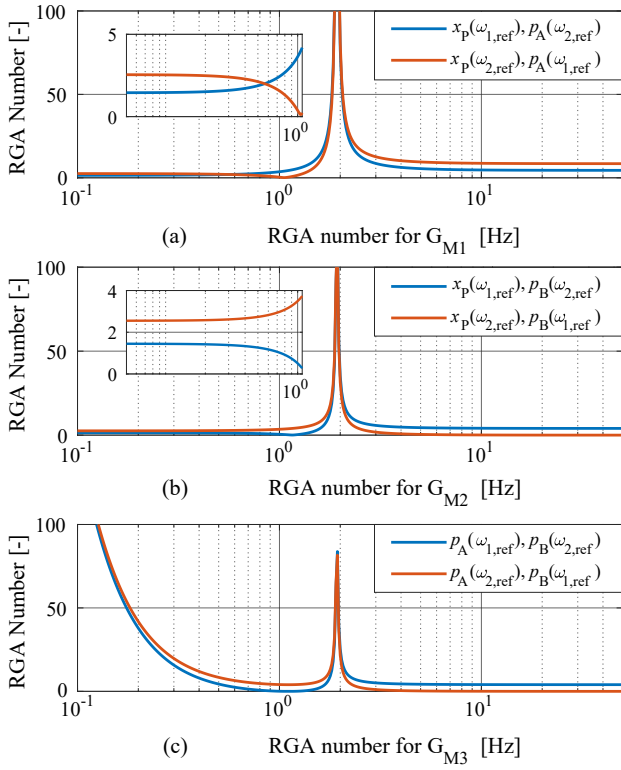 RGA Number [-]
100
50
0
5
0
10^0
x_P(ω_1,ref), p_A(ω_2,ref)
x_P(ω_2,ref), p_A(ω_1,ref)
10^-1 10^0 10^1
(a) RGA number for G_M1 [Hz]
RGA Number [-]
100
50
0
4
2
0
10^0
x_P(ω_1,ref), p_B(ω_2,ref)
x_P(ω_2,ref), p_B(ω_1,ref)
10^-1 10^0 10^1
(b) RGA number for G_M2 [Hz]
RGA Number [-]
100
50
0
p_A(ω_1,ref), p_B(ω_2,ref)
p_A(ω_2,ref), p_B(ω_1,ref)
10^-1 10^0 10^1
(c) RGA number for G_M3 [Hz]